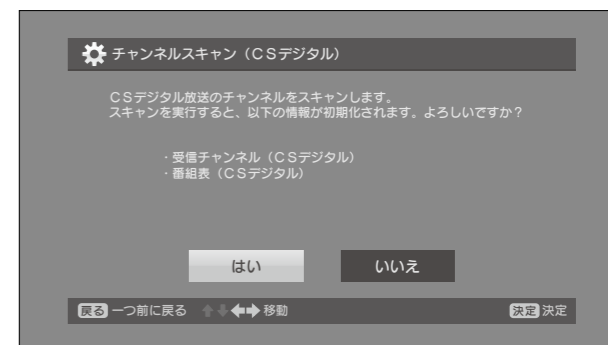 チャンネルスキャン（CSデジタル）
CSデジタル放送のチャンネルをスキャンします。
スキャンを実行すると、以下の情報が初期化されます。よろしいですか？
・受信チャンネル（CSデジタル）
・番組表（CSデジタル）
はい いいえ
戻る 一つ前に戻る 移動 決定 決定